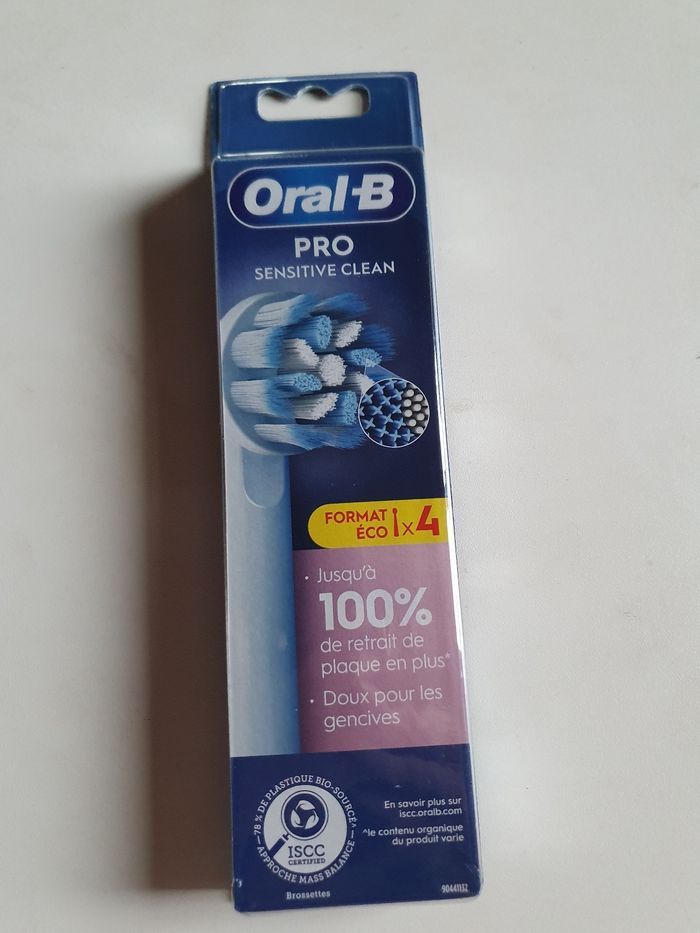 Oral-B
PRO
SENSITIVE CLEAN
FORMAT
ÉCO x4
• Jusqu'à
100%
de retrait de
plaque en plus*
• Doux pour les
gencives
78 % DE PLASTIQUE BIO-SOURCÉ^
ISCC
CERTIFIED
APPROCHE MASS BALANCE
En savoir plus sur
iscc.oralb.com
^le contenu organique
du produit varie
Brossettes
90441132